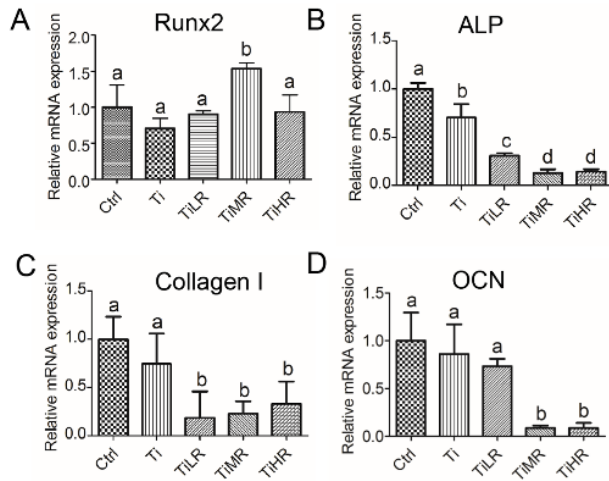 A
Runx2
Relative mRNA expression
2.0
1.5
1.0
0.5
0.0
a
a
a
b
a
Ctrl
Ti
TiLR
TiMR
TiHR
B
ALP
Relative mRNA expression
1.5
1.0
0.5
0.0
a
b
c
d
d
Ctrl
Ti
TiLR
TiMR
TiHR
C
Collagen I
Relative mRNA expression
1.5
1.0
0.5
0.0
a
a
b
b
b
Ctrl
Ti
TiLR
TiMR
TiHR
D
OCN
Relative mRNA expression
1.5
1.0
0.5
0.0
a
a
a
b
b
Ctrl
Ti
TiLR
TiMR
TiHR